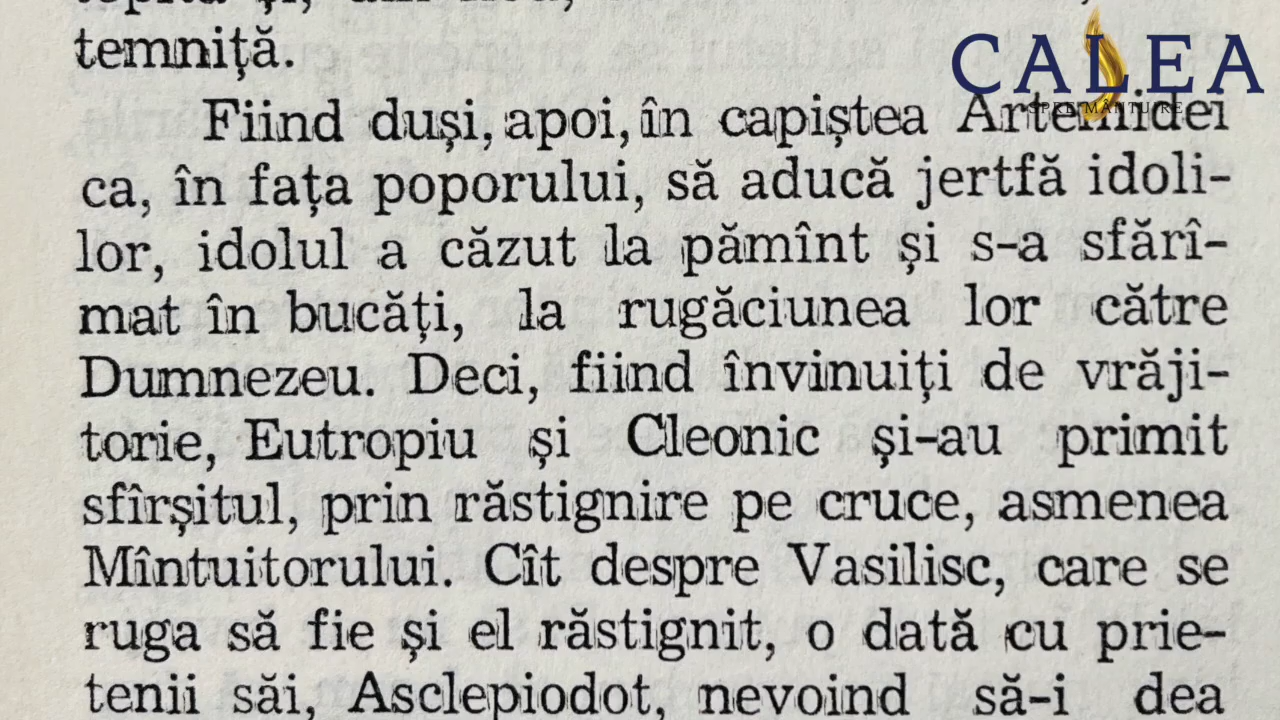 temniță.
CALEA
SPRE MÂNTUIRE
Fiind duși, apoi, în capiștea Artemidei
ca, în fața poporului, să aducă jertfă idoli-
lor, idolul a căzut la pămînt și s-a sfărî-
mat în bucăți, la rugăciunea lor către
Dumnezeu. Deci, fiind învinuiți de vrăji-
torie, Eutropiu și Cleonic și-au primit
sfîrșitul, prin răstignire pe cruce, asmenea
Mîntuitorului. Cît despre Vasilisc, care se
ruga să fie și el răstignit, o dată cu prie-
tenii săi, Asclepiodot, nevoind să-i dea